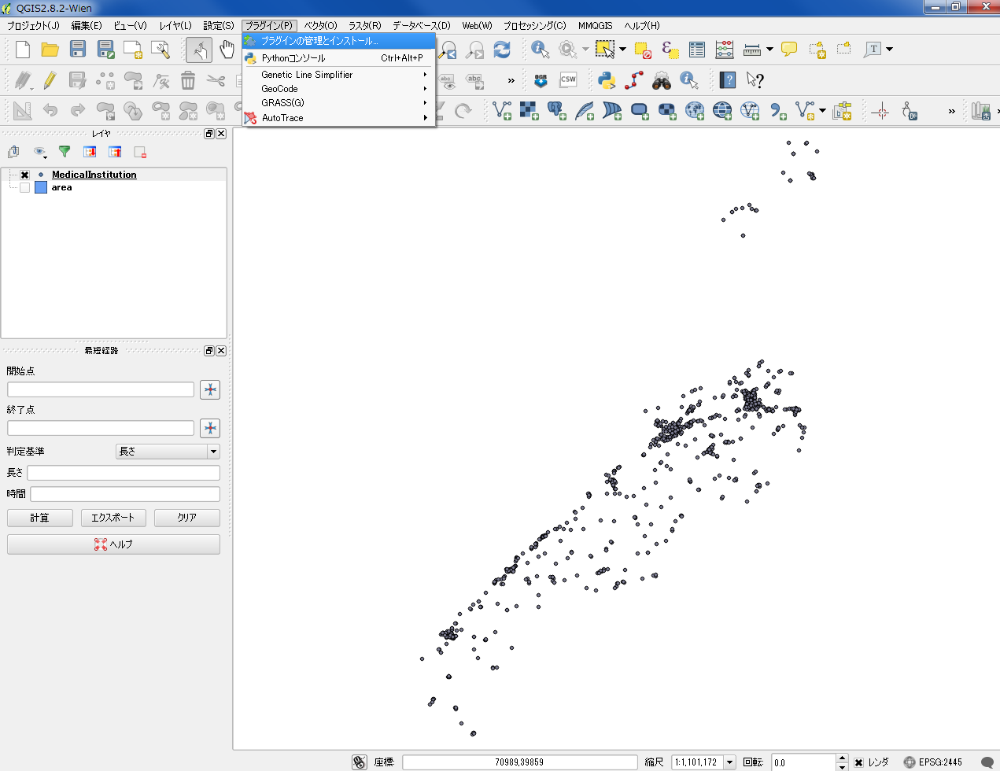 QGIS2.8.2-Wien
プロジェクト(J) 編集(E) ビュー(V) レイヤ(L) 設定(S) プラグイン(P) ベクタ(O) ラスタ(R) データベース(D) Web(W) プロセッシング(C) MMQGIS ヘルプ(H)
プラグインの管理とインストール...
Pythonコンソール Ctrl+Alt+P
Genetic Line Simplifier
GeoCode
GRASS(G)
AutoTrace
abc abc » OGR CSW
T
»
レイヤ
MedicalInstitution
area
最短経路
開始点
終了点
判定基準 長さ
長さ
時間
計算 エクスポート クリア
ヘルプ
座標: 70989,39859 縮尺 1:1,101,172 回転: 0.0 レンダ EPSG:2445